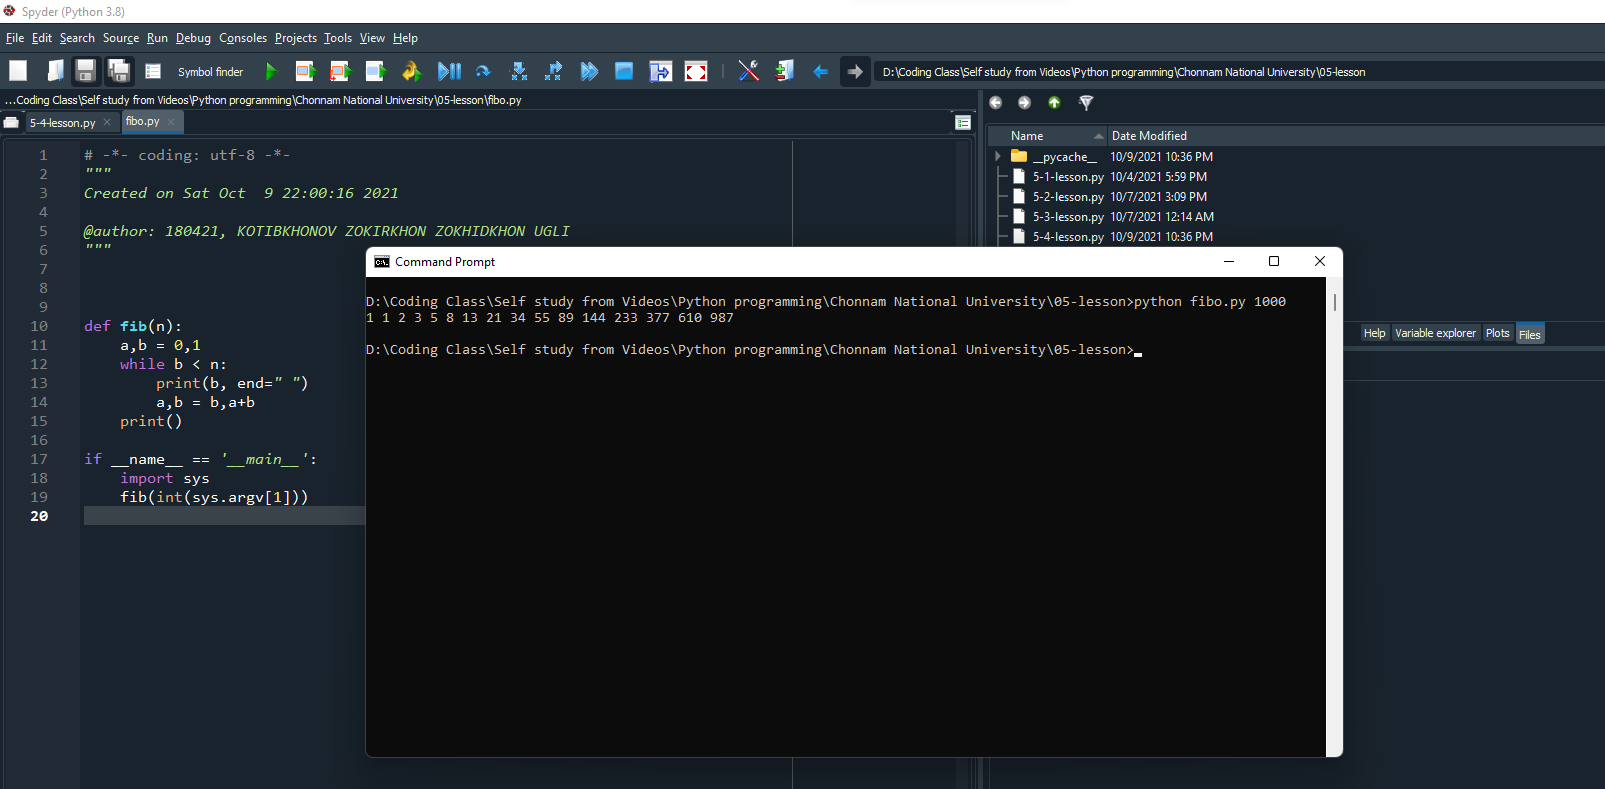 Spyder (Python 3.8)
File Edit Search Source Run Debug Consoles Projects Tools View Help
Symbol finder
D:\Coding Class\Self study from Videos\Python programming\Chonnam National University\05-lesson
...Coding Class\Self study from Videos\Python programming\Chonnam National University\05-lesson\fibo.py
5-4-lesson.py fibo.py
1 # -*- coding: utf-8 -*-
2 """
3 Created on Sat Oct  9 22:00:16 2021
4
5 @author: 180421, KOTIBKHONOV ZOKIRKHON ZOKHIDKHON UGLI
6 """
7
8
9
10 def fib(n):
11     a,b = 0,1
12     while b < n:
13         print(b, end=" ")
14         a,b = b,a+b
15     print()
16
17 if __name__ == '__main__':
18     import sys
19     fib(int(sys.argv[1]))
20
Name Date Modified
__pycache__ 10/9/2021 10:36 PM
5-1-lesson.py 10/4/2021 5:59 PM
5-2-lesson.py 10/7/2021 3:09 PM
5-3-lesson.py 10/7/2021 12:14 AM
5-4-lesson.py 10/9/2021 10:36 PM
Help Variable explorer Plots Files
C:\. Command Prompt
D:\Coding Class\Self study from Videos\Python programming\Chonnam National University\05-lesson>python fibo.py 1000
1 1 2 3 5 8 13 21 34 55 89 144 233 377 610 987
D:\Coding Class\Self study from Videos\Python programming\Chonnam National University\05-lesson>